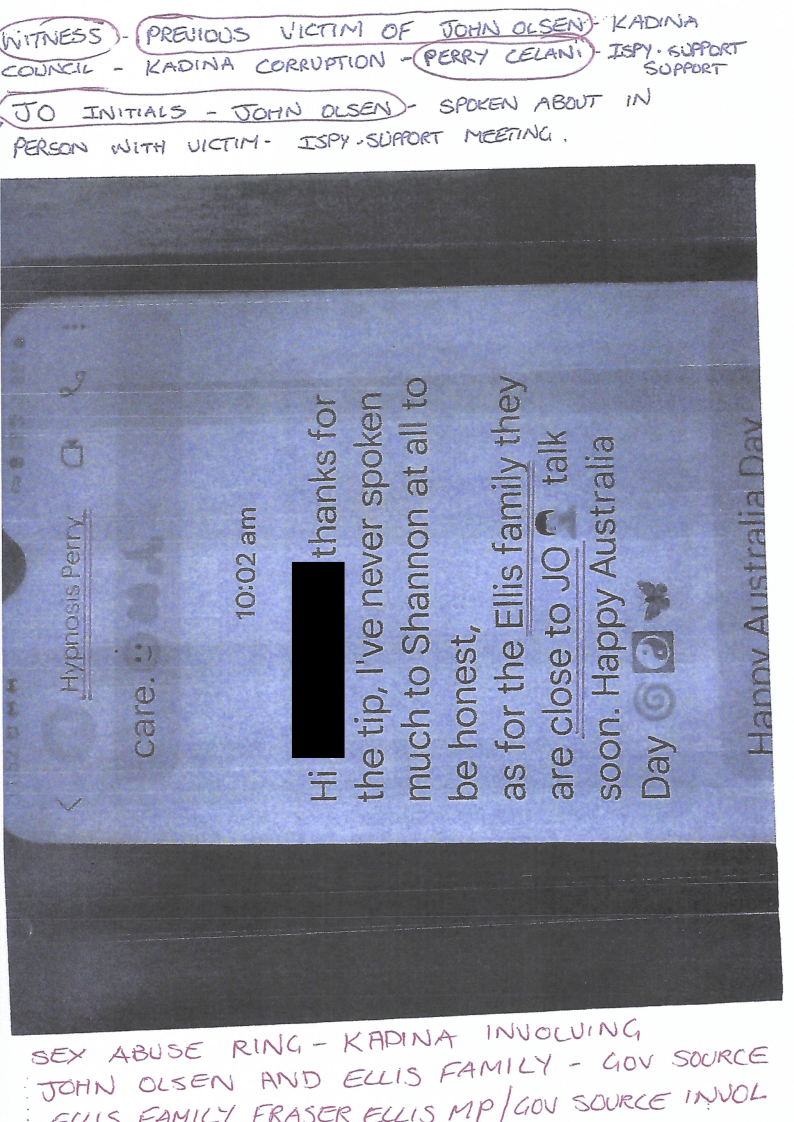 WITNESS - PREVIOUS VICTIM OF JOHN OLSEN - KADINA
COUNCIL - KADINA CORRUPTION - PERRY CELANI - ISPY.SUPPORT
SUPPORT
JO INITIALS - JOHN OLSEN - SPOKEN ABOUT IN
PERSON WITH VICTIM - ISPY.SUPPORT MEETING.
Hypnosis Perry
care.
10:02 am
Hi thanks for
the tip, I've never spoken
much to Shannon at all to
be honest,
as for the Ellis family they
are close to JO talk
soon. Happy Australia
Day
Happy Australia Day
SEX ABUSE RING - KADINA INVOLVING
JOHN OLSEN AND ELLIS FAMILY - GOV SOURCE
ELLIS FAMILY FRASER ELLIS MP/GOV SOURCE INVOL